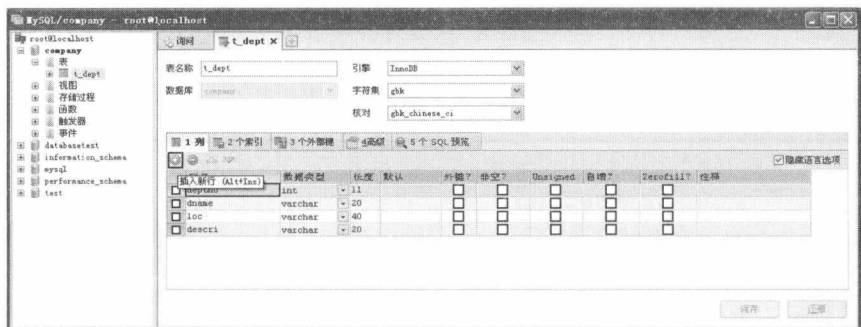 MySQL/company - root@localhost
root@localhost
company
表
t_dept
视图
存储过程
函数
触发器
事件
databasetest
information_schema
mysql
performance_schema
test
询问 t_dept
表名称 t_dept 引擎 InnoDB
数据库 company 字符集 gbk
核对 gbk_chinese_ci
1 列 2 个索引 3 个外部键 4高级 5 个 SQL 预览
隐藏语言选项
数据类型 长度 默认 主键? 非空? Unsigned 自增? Zerofill? 注释
插入新行 (Alt+Ins)
deptno int 11
dname varchar 20
loc varchar 40
descri varchar 20
保存 还原